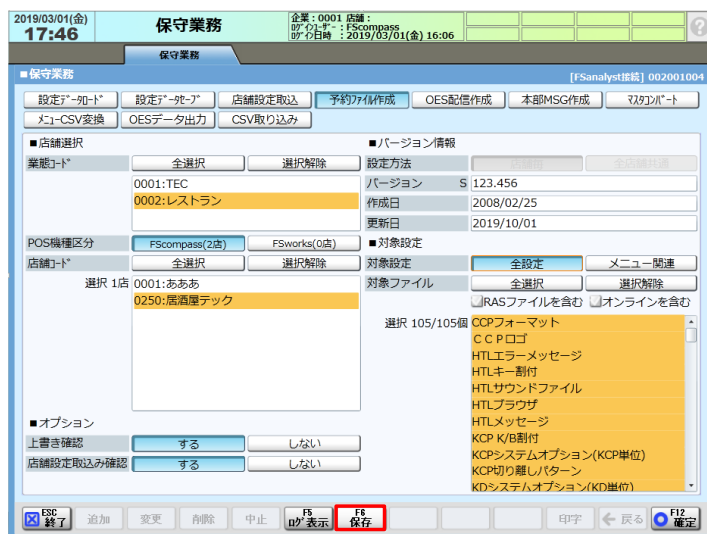 2019/03/01(金)
17:46
保守業務
企業：0001 店舗：
ﾛｸﾞｲﾝﾕｰｻﾞｰ：FScompass
ﾛｸﾞｲﾝ日時 ：2019/03/01(金) 16:06
保守業務
■保守業務
[FSanalyst接続] 002001004
設定ﾃﾞｰﾀﾛｰﾄﾞ 設定ﾃﾞｰﾀｾｰﾌﾞ 店舗設定取込 予約ﾌｧｲﾙ作成 OES配信作成 本部MSG作成 ﾏｽﾀｺﾝﾊﾞｰﾄ
ﾒﾆｭｰCSV変換 OESデータ出力 CSV取り込み
■店舗選択
業態ｺｰﾄﾞ 全選択 選択解除
0001:TEC
0002:レストラン
POS機種区分 FScompass(2店) FSworks(0店)
店舗ｺｰﾄﾞ 全選択 選択解除
選択 1店 0001:あああ
0250:居酒屋テック
■オプション
上書き確認 する しない
店舗設定取込み確認 する しない
■バージョン情報
設定方法 店舗毎 全店舗共通
バージョン S 123.456
作成日 2008/02/25
更新日 2019/10/01
■対象設定
対象設定 全設定 メニュー関連
対象ファイル 全選択 選択解除
RASファイルを含む オンラインを含む
選択 105/105個 CCPフォーマット
ＣＣＰロゴ
HTLエラーメッセージ
HTLキー割付
HTLサウンドファイル
HTLブラウザ
HTLメッセージ
KCP K/B割付
KCPシステムオプション(KCP単位)
KCP切り離しパターン
KDシステムオプション(KD単位)
ESC 終了 追加 変更 削除 中止 F5 ﾛｸﾞ表示 F6 保存 印字 戻る F12 確定